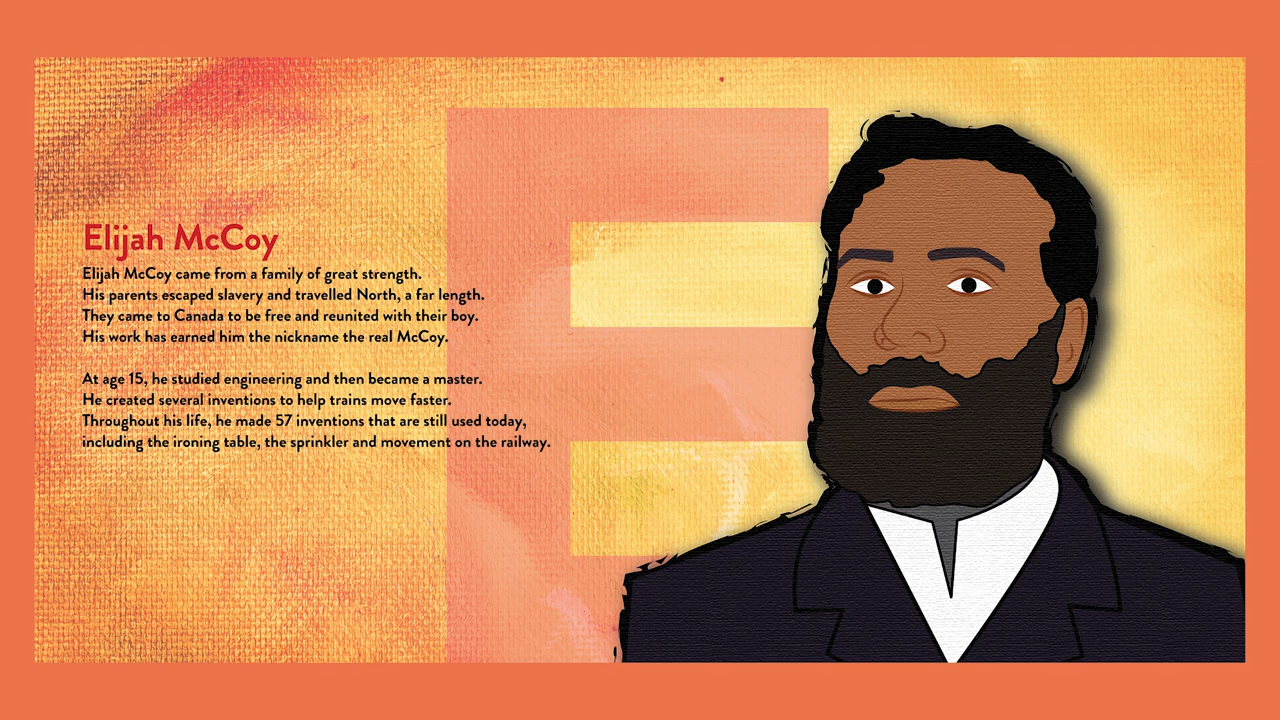 E
Elijah McCoy
Elijah McCoy came from a family of great strength.
His parents escaped slavery and travelled North, a far length.
They came to Canada to be free and reunited with their boy.
His work has earned him the nickname the real McCoy.
At age 15, he studied engineering and then became a master.
He created several inventions to help trains move faster.
Throughout his life, he made 57 inventions that are still used today,
including the ironing table, the sprinkler and movement on the railway.